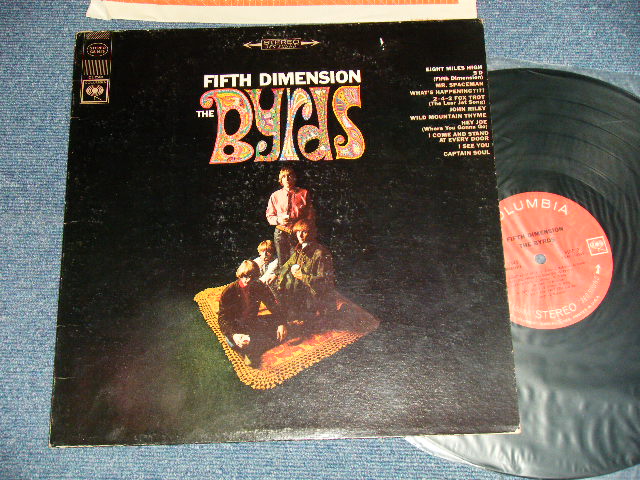 STEREO
FIFTH DIMENSION
THE
BYRDS
EIGHT MILES HIGH
5 D
(Fifth Dimension)
MR. SPACEMAN
WHAT'S HAPPENING?!?!
2-4-2 FOX TROT
(The Lear Jet Song)
JOHN RILEY
WILD MOUNTAIN THYME
HEY JOE
(Where You Gonna Go)
I COME AND STAND
AT EVERY DOOR
I SEE YOU
CAPTAIN SOUL
OLUMBIA
FIFTH DIMENSION
THE BYRDS
STEREO